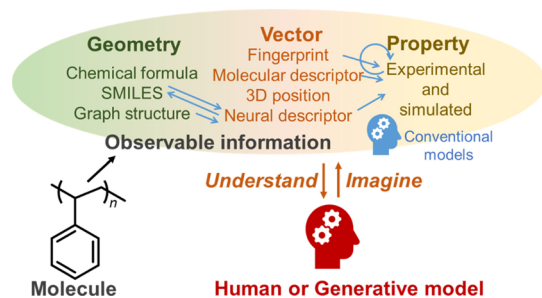 Geometry
Chemical formula
SMILES
Graph structure
Vector
Fingerprint
Molecular descriptor
3D position
Neural descriptor
Property
Experimental
and
simulated
Observable information
Conventional
models
Understand
Imagine
n
Molecule
Human or Generative model